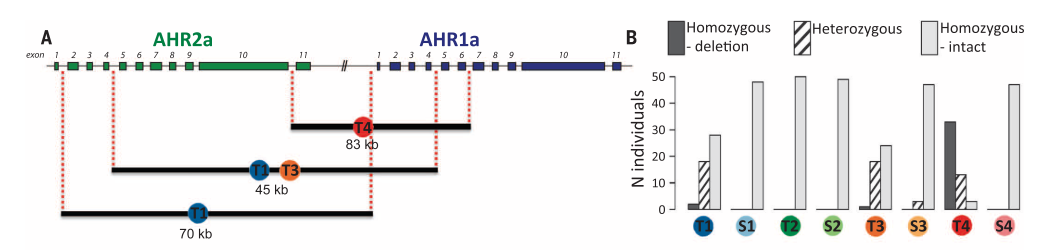 A
AHR2a
AHR1a
exon 1 2 3 4 5 6 7 8 9 10 11 1 2 3 4 5 6 7 8 9 10 11
//
T4
83 kb
T1 T3
45 kb
T1
70 kb
B
Homozygous
- deletion
Heterozygous
Homozygous
- intact
N individuals
50
40
30
20
10
0
T1 S1 T2 S2 T3 S3 T4 S4